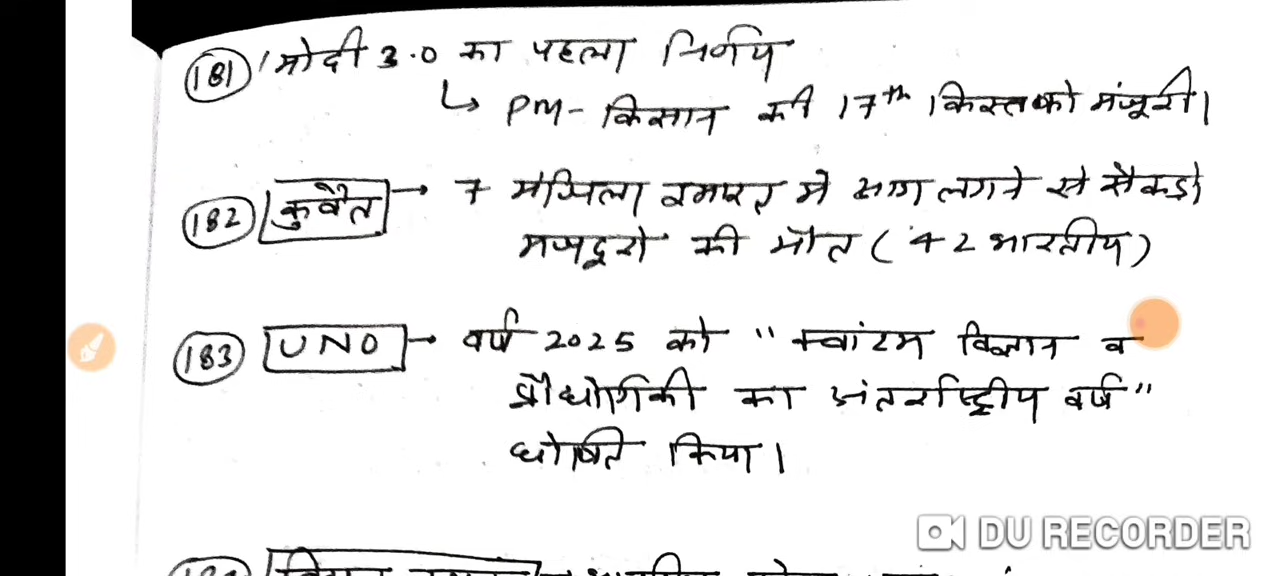 (181) मोदी 3.0 का पहला निर्णय
↳ PM- किसान की 17th किस्त को मंजूरी।
(182) कुवैत → 7 मंजिला इमारत मे आग लगने से सैकड़ो
मजदूरो की मौत ( 42 भारतीय )
(183) UNO → वर्ष 2025 को "क्वांटम विज्ञान व
प्रौद्योगिकी का अंतर्राष्ट्रीय वर्ष"
घोषित किया।
DU RECORDER